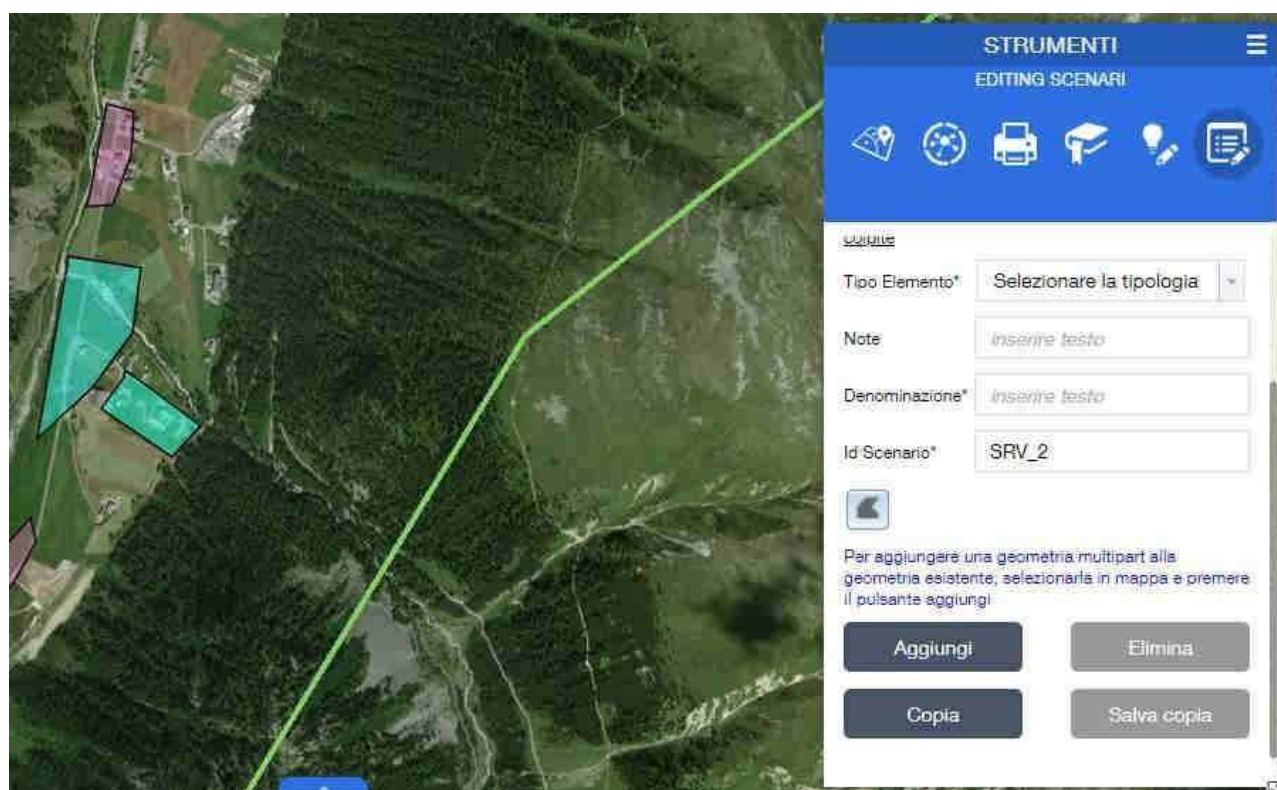 STRUMENTI
EDITING SCENARI
colpite
Tipo Elemento* Selezionare la tipologia
Note Inserire testo
Denominazione* Inserire testo
Id Scenario* SRV_2
Per aggiungere una geometria multipart alla
geometria esistente, selezionarla in mappa e premere
il pulsante aggiungi
Aggiungi Elimina
Copia Salva copia